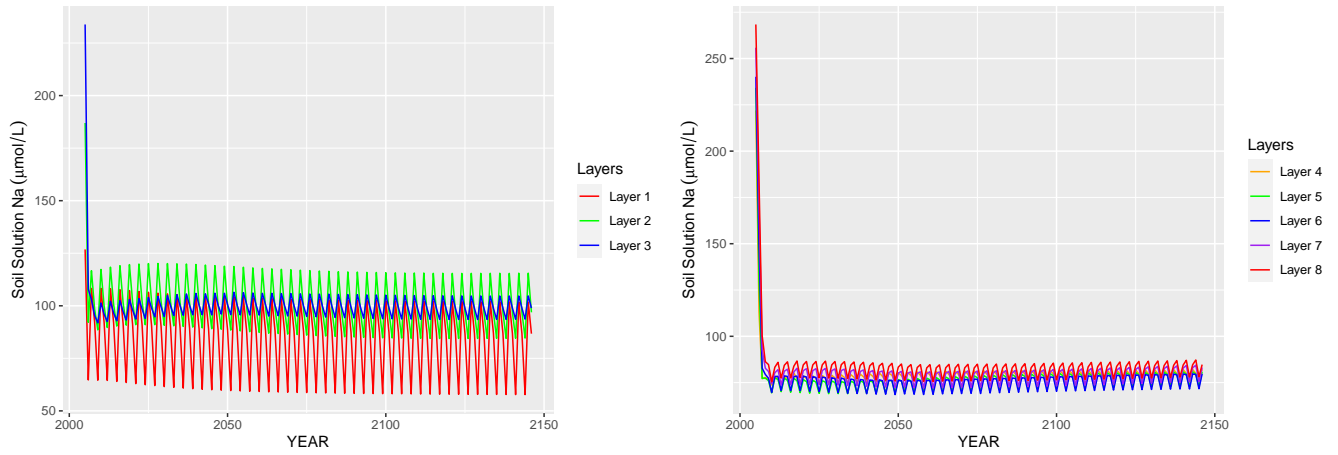 Soil Solution Na (μmol/L)
200
150
100
50
2000
2050
2100
2150
YEAR
Layers
Layer 1
Layer 2
Layer 3
Soil Solution Na (μmol/L)
250
200
150
100
2000
2050
2100
2150
YEAR
Layers
Layer 4
Layer 5
Layer 6
Layer 7
Layer 8